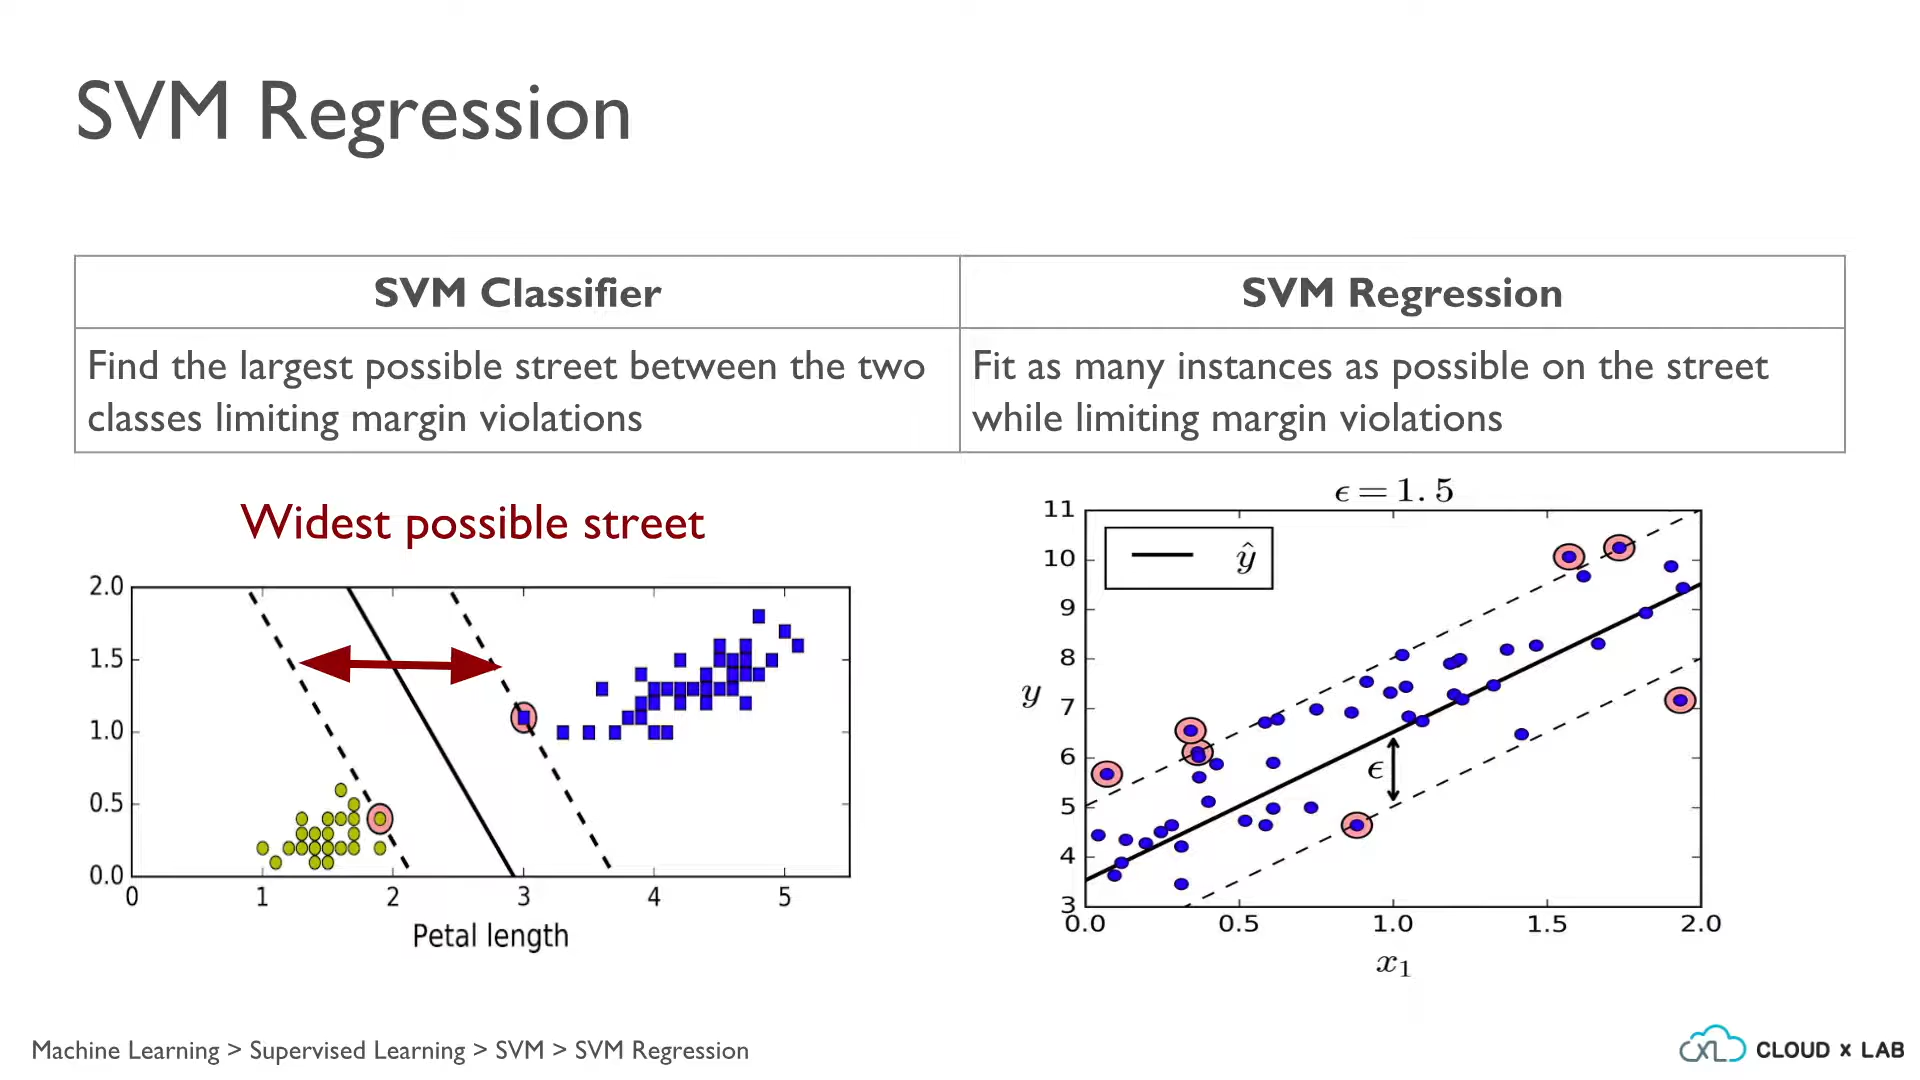 SVM Regression
SVM Classifier
SVM Regression
Find the largest possible street between the two
classes limiting margin violations
Fit as many instances as possible on the street
while limiting margin violations
Widest possible street
2.0
1.5
1.0
0.5
0.0
0 1 2 3 4 5
Petal length
ϵ = 1.5
ŷ
11
10
9
8
7
6
5
4
3
y
ϵ
0.0 0.5 1.0 1.5 2.0
x₁
Machine Learning > Supervised Learning > SVM > SVM Regression
CXL CLOUD x LAB